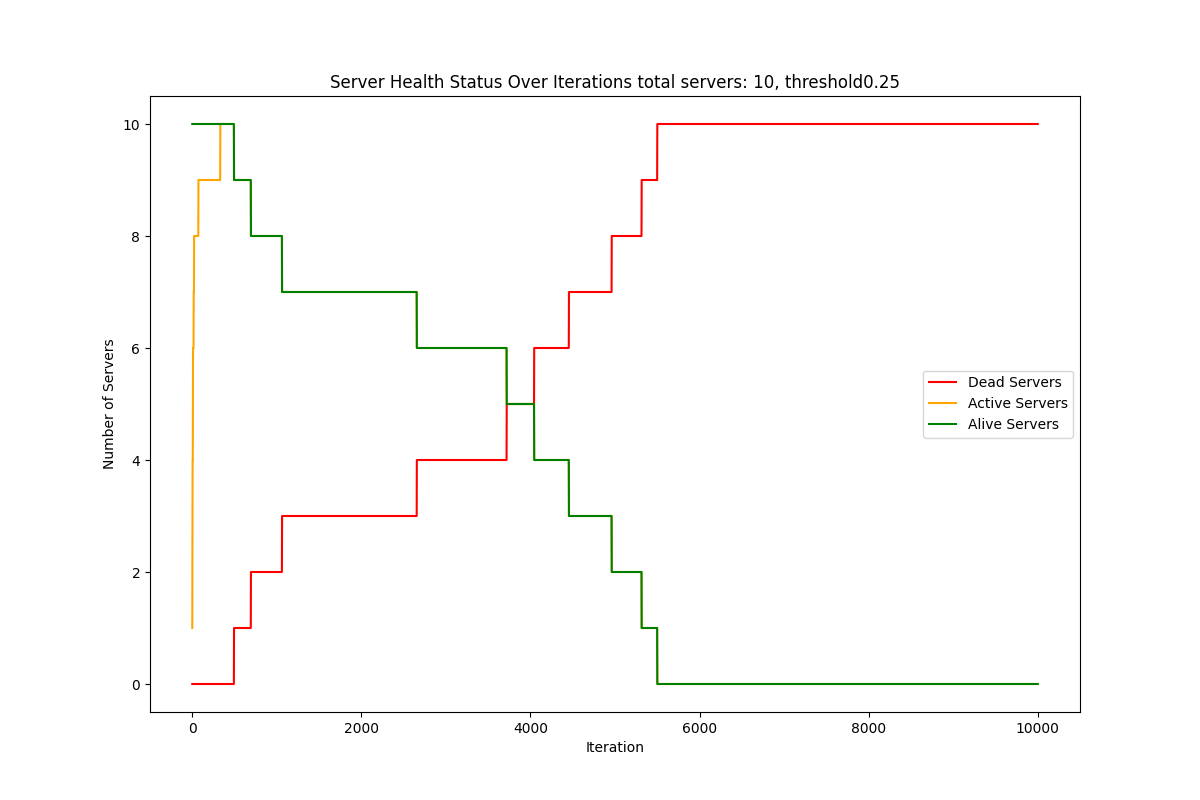 Server Health Status Over Iterations total servers: 10, threshold0.25
10
8
6
4
2
0
Number of Servers
Dead Servers
Active Servers
Alive Servers
0 2000 4000 6000 8000 10000
Iteration